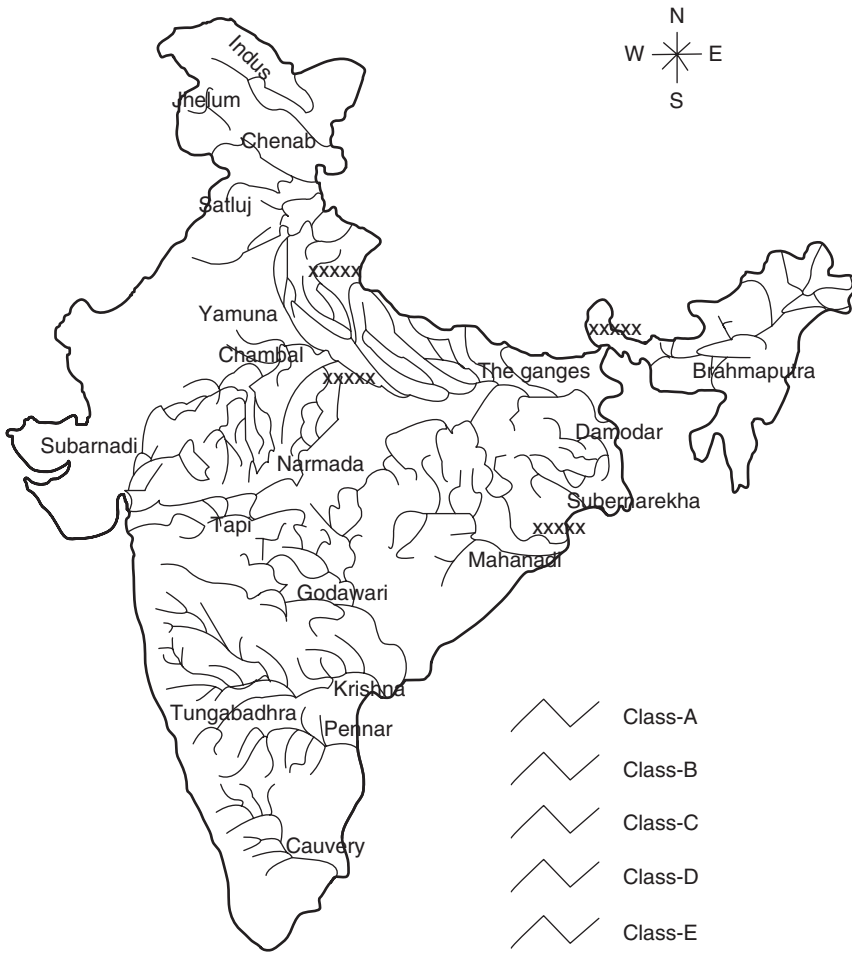 N
W E
S
Indus
Jhelum
Chenab
Satluj
xxxxx
Yamuna
xxxxx
Chambal
xxxxx
The ganges
Brahmaputra
Damodar
Subarnadi
Narmada
Subernarekha
Tapi
xxxxx
Mahanadi
Godawari
Krishna
Tungabadhra
Class-A
Pennar
Class-B
Class-C
Cauvery
Class-D
Class-E